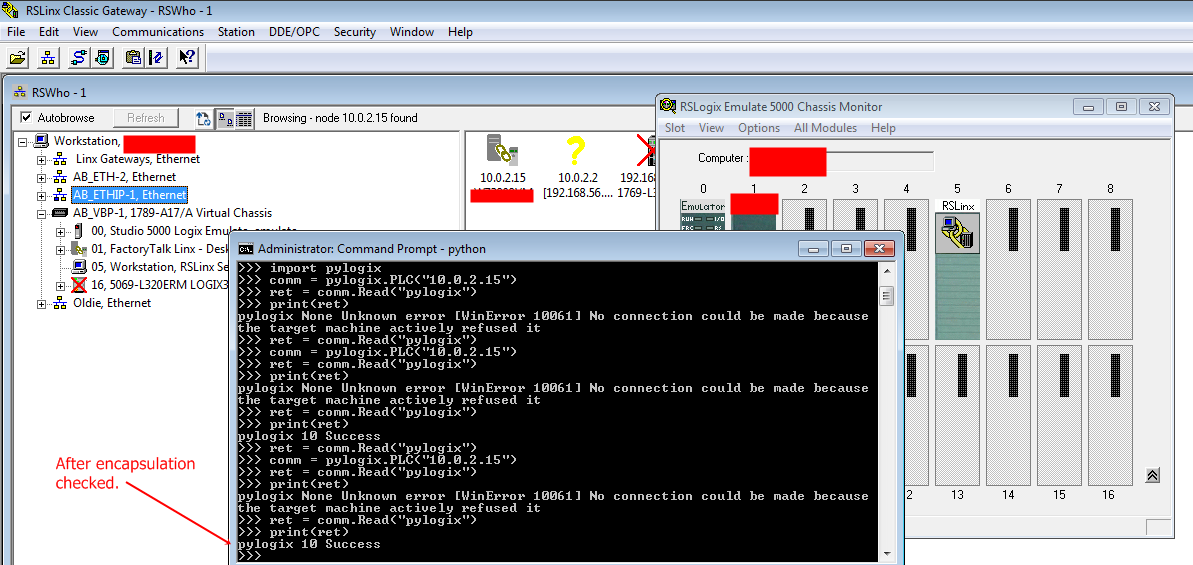 RSLinx Classic Gateway - RSWho - 1
File Edit View Communications Station DDE/OPC Security Window Help
RSWho - 1
Autobrowse Refresh Browsing - node 10.0.2.15 found
Workstation,
Linx Gateways, Ethernet
AB_ETH-2, Ethernet
AB_ETHIP-1, Ethernet
AB_VBP-1, 1789-A17/A Virtual Chassis
00, Studio 5000 Logix Emulate, emulate
01, FactoryTalk Linx - Desk
05, Workstation, RSLinx Se
16, 5069-L320ERM LOGIX3
Oldie, Ethernet
10.0.2.15
10.0.2.2
[192.168.56....
192.168
1769-L3
RSLogix Emulate 5000 Chassis Monitor
Slot View Options All Modules Help
Computer :
0 1 2 3 4 5 6 7 8
Emulator
RUN I/O
RSLinx
2 13 14 15 16
Administrator: Command Prompt - python
>>> import pylogix
>>> comm = pylogix.PLC("10.0.2.15")
>>> ret = comm.Read("pylogix")
>>> print(ret)
pylogix None Unknown error [WinError 10061] No connection could be made because
the target machine actively refused it
>>> ret = comm.Read("pylogix")
>>> comm = pylogix.PLC("10.0.2.15")
>>> ret = comm.Read("pylogix")
>>> print(ret)
pylogix None Unknown error [WinError 10061] No connection could be made because
the target machine actively refused it
>>> ret = comm.Read("pylogix")
>>> print(ret)
pylogix 10 Success
>>> ret = comm.Read("pylogix")
>>> comm = pylogix.PLC("10.0.2.15")
>>> ret = comm.Read("pylogix")
>>> print(ret)
pylogix None Unknown error [WinError 10061] No connection could be made because
the target machine actively refused it
>>> ret = comm.Read("pylogix")
>>> print(ret)
pylogix 10 Success
>>>
After encapsulation
checked.